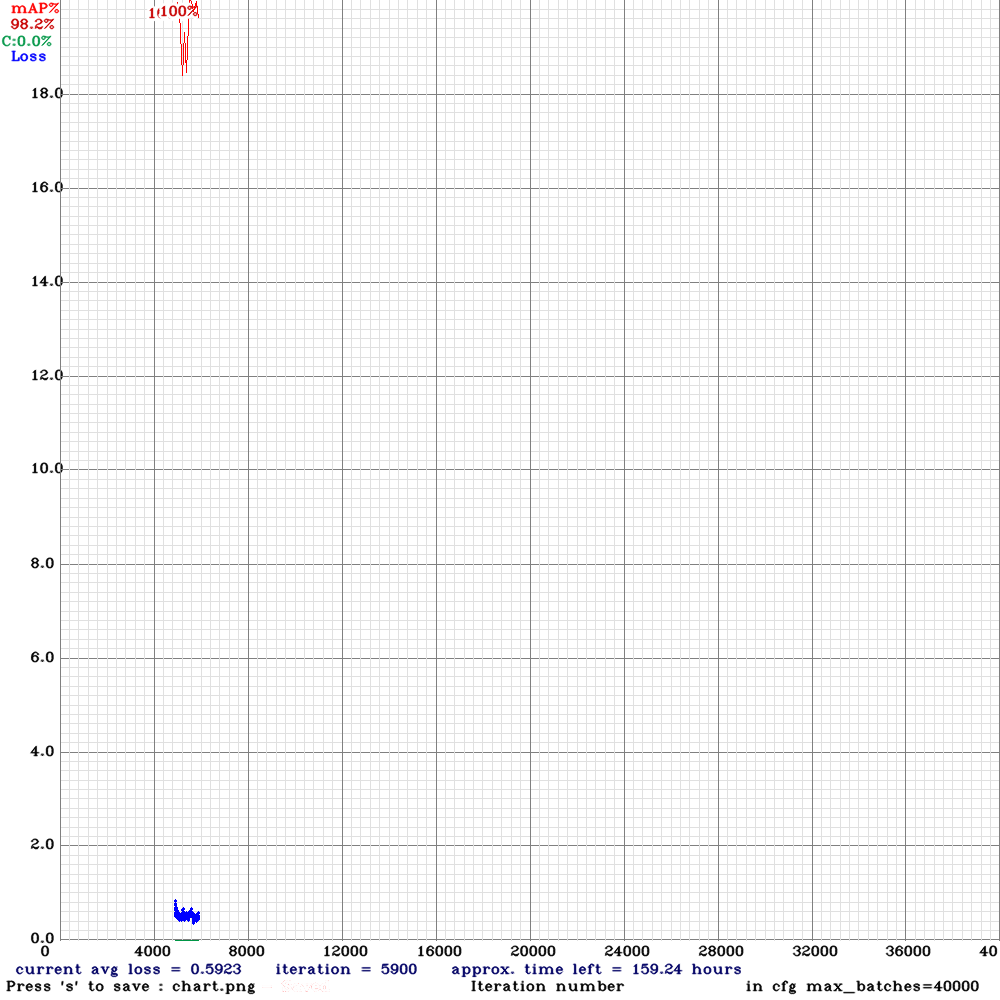 mAP%
100%
98.2%
C:0.0%
Loss
18.0
16.0
14.0
12.0
10.0
8.0
6.0
4.0
2.0
0.0
0 4000 8000 12000 16000 20000 24000 28000 32000 36000 40
current avg loss = 0.5923 iteration = 5900 approx. time left = 159.24 hours
Press 's' to save : chart.png Iteration number in cfg max_batches=40000